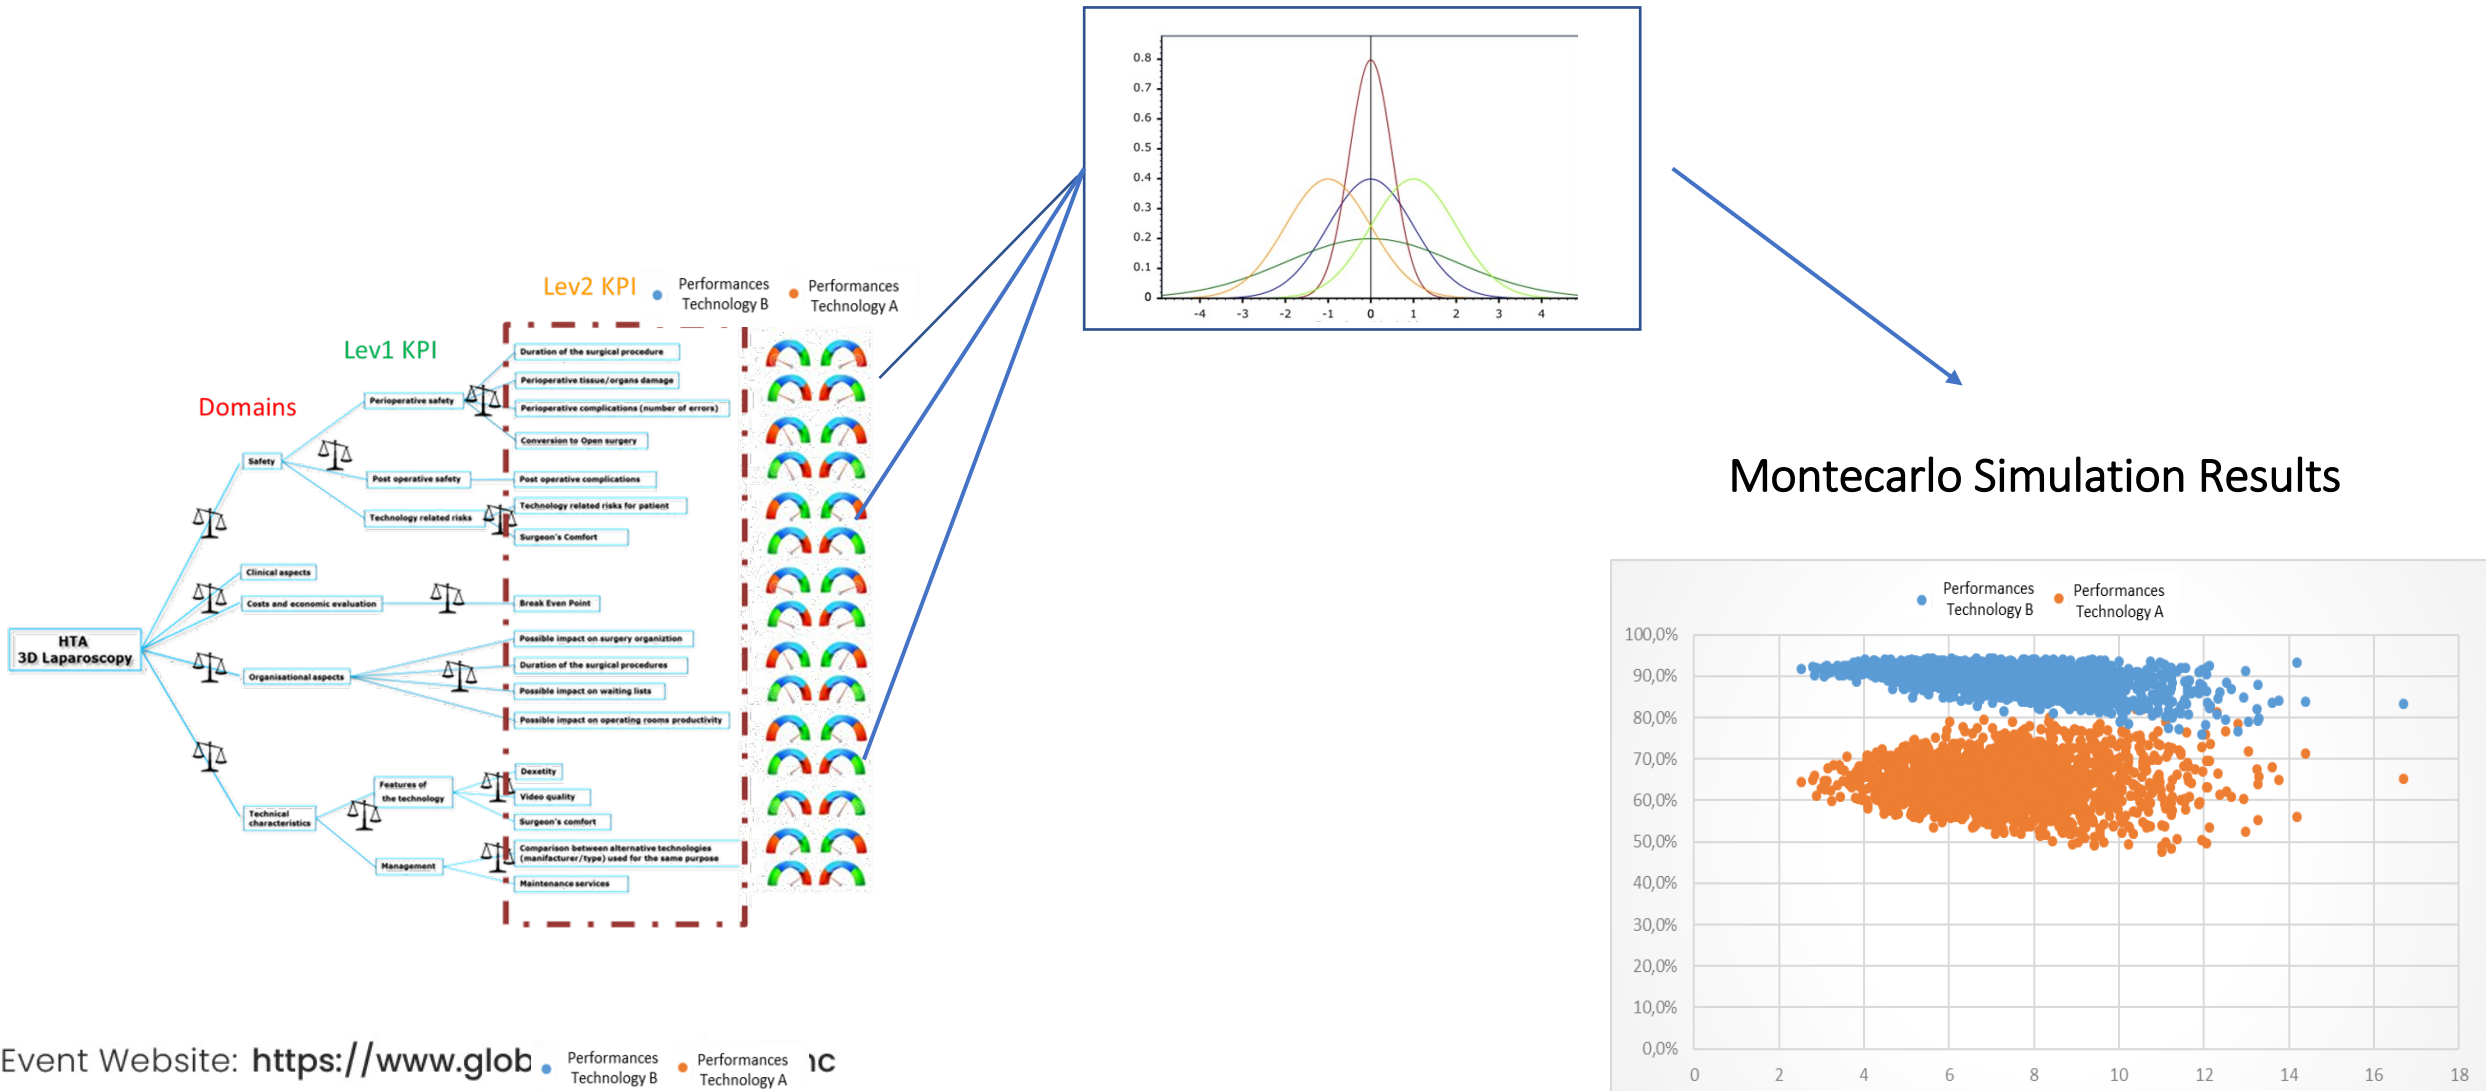 0.8
0.7
0.6
0.5
0.4
0.3
0.2
0.1
0
-4 -3 -2 -1 0 1 2 3 4
Lev2 KPI
Performances
Technology B
Performances
Technology A
Lev1 KPI
Domains
HTA
3D Laparoscopy
Safety
Perioperative safety
Duration of the surgical procedure
Perioperative tissue/organs damage
Perioperative complications (number of errors)
Conversion to Open surgery
Post operative safety
Post operative complications
Technology related risks
Technology related risks for patient
Surgeon's Comfort
Clinical aspects
Costs and economic evaluation
Break Even Point
Organisational aspects
Possible impact on surgery organiztion
Duration of the surgical procedures
Possible impact on waiting lists
Possible impact on operating rooms productivity
Technical
characteristics
Features of
the technology
Dexetity
Video quality
Surgeon's comfort
Management
Comparison between alternative technologies
(manifacturer/type) used for the same purpose
Maintenance services
Montecarlo Simulation Results
Performances
Technology B
Performances
Technology A
100,0%
90,0%
80,0%
70,0%
60,0%
50,0%
40,0%
30,0%
20,0%
10,0%
0,0%
0 2 4 6 8 10 12 14 16 18
Event Website: https://www.glob
Performances
Technology B
Performances
Technology A